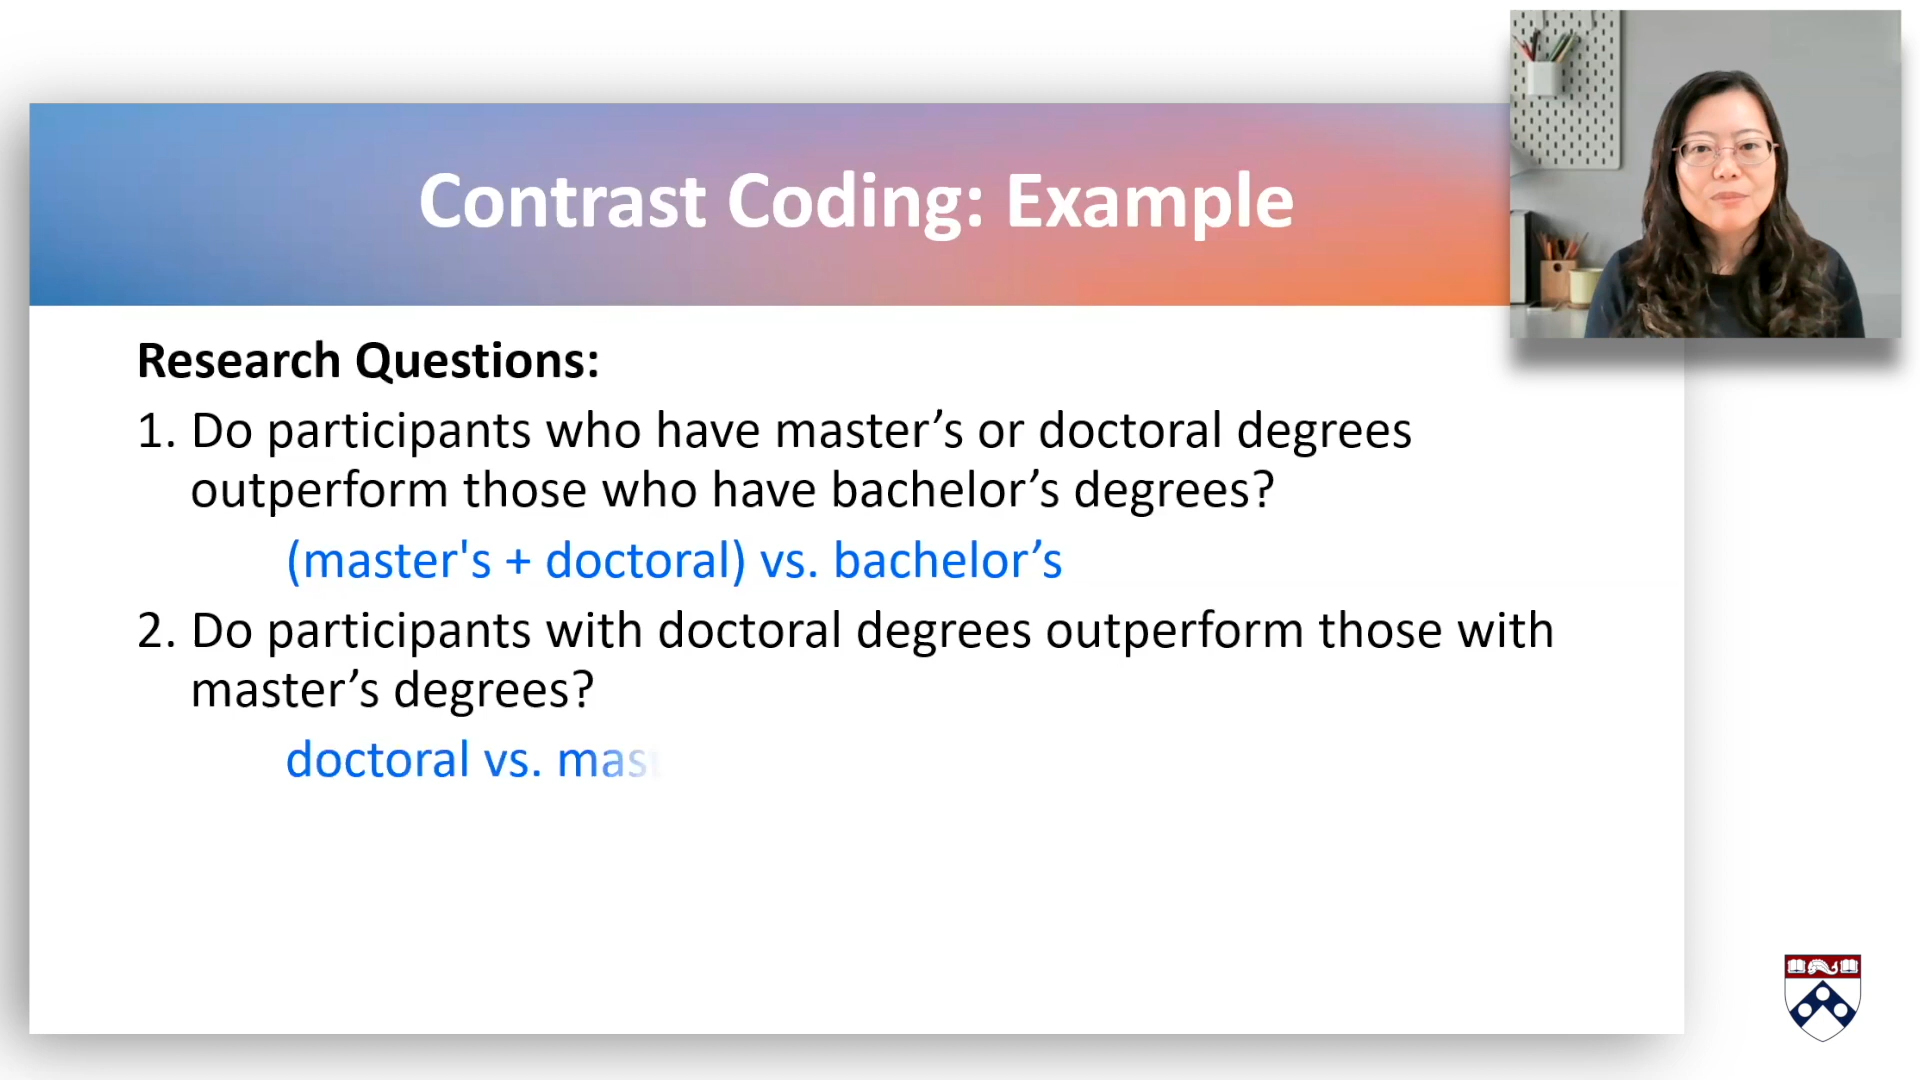 Contrast Coding: Example
Research Questions:
1. Do participants who have master’s or doctoral degrees
outperform those who have bachelor’s degrees?
(master's + doctoral) vs. bachelor’s
2. Do participants with doctoral degrees outperform those with
master’s degrees?
doctoral vs. mas